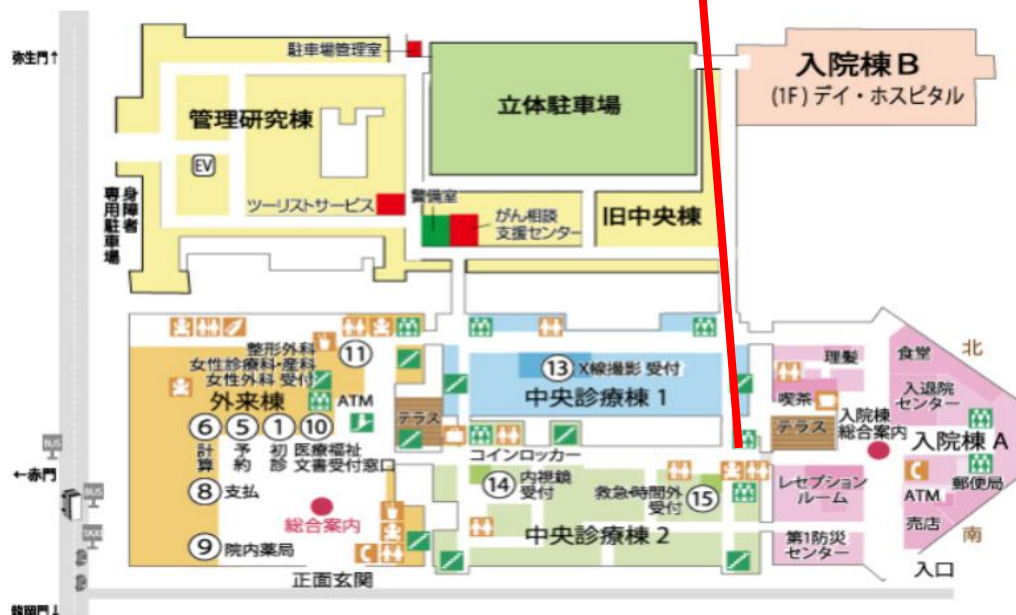 弥生門↑
駐車場管理室
立体駐車場
入院棟B
(1F)デイ・ホスピタル
管理研究棟
EV
身障者
専用駐車場
ツーリストサービス
警備室
がん相談
支援センター
旧中央棟
整形外科
女性診療科・産科
女性外科 受付
⑪
⑬ X線撮影 受付
中央診療棟 1
理髪
食堂
北
入退院
センター
喫茶
テラス
入院棟
総合案内
入院棟 A
外来棟
ATM
テラス
⑥
計算
⑤
予約
①
初診
⑩
医療福祉
文書受付窓口
コインロッカー
BUS
←赤門
⑧ 支払
⑭ 内視鏡
受付
救急・時間外
受付
⑮
レセプション
ルーム
郵便局
ATM
売店
南
BUS
TAXI
総合案内
中央診療棟 2
第1防災
センター
⑨ 院内薬局
正面玄関
入口
龍岡門↓